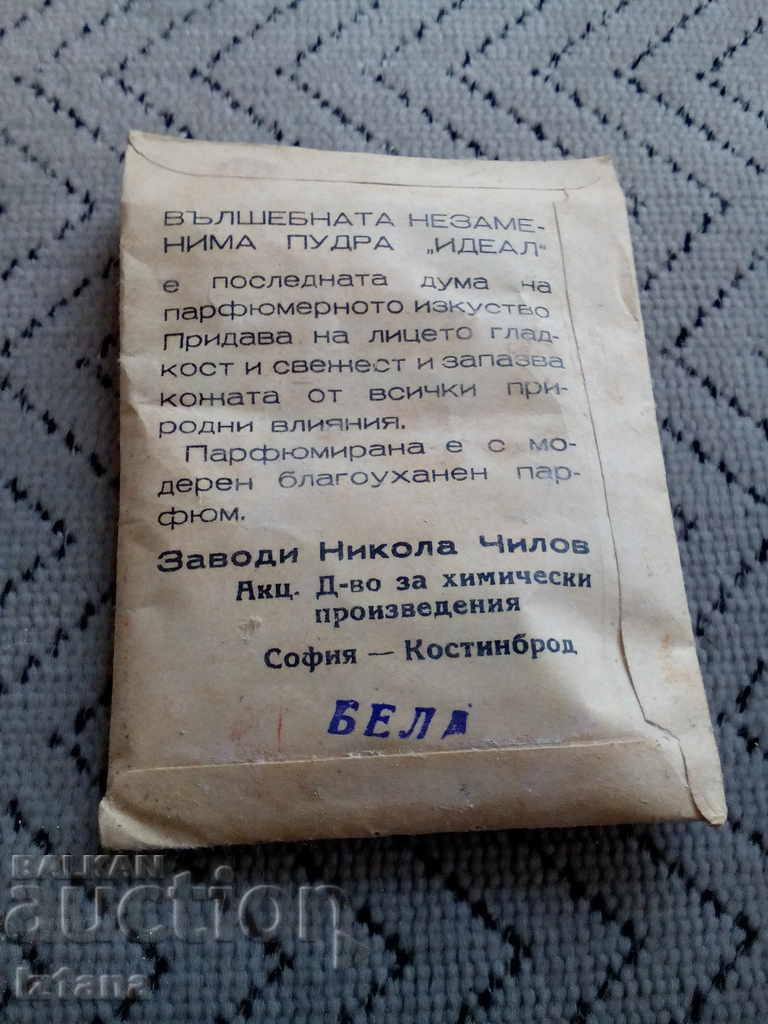 ВЪЛШЕБНАТА НЕЗАМЕ-
НИМА ПУДРА „ИДЕАЛ“
е последната дума на
парфюмерното изкуство
Придава на лицето глад-
кост и свежест и запазва
кожата от всички при-
родни влияния.
Парфюмирана е с мо-
дерен благоуханен пар-
фюм.
Заводи Никола Чилов
Акц. Д-во за химически
произведения
София — Костинброд
БЕЛА
BALKAN
auction
Iztana